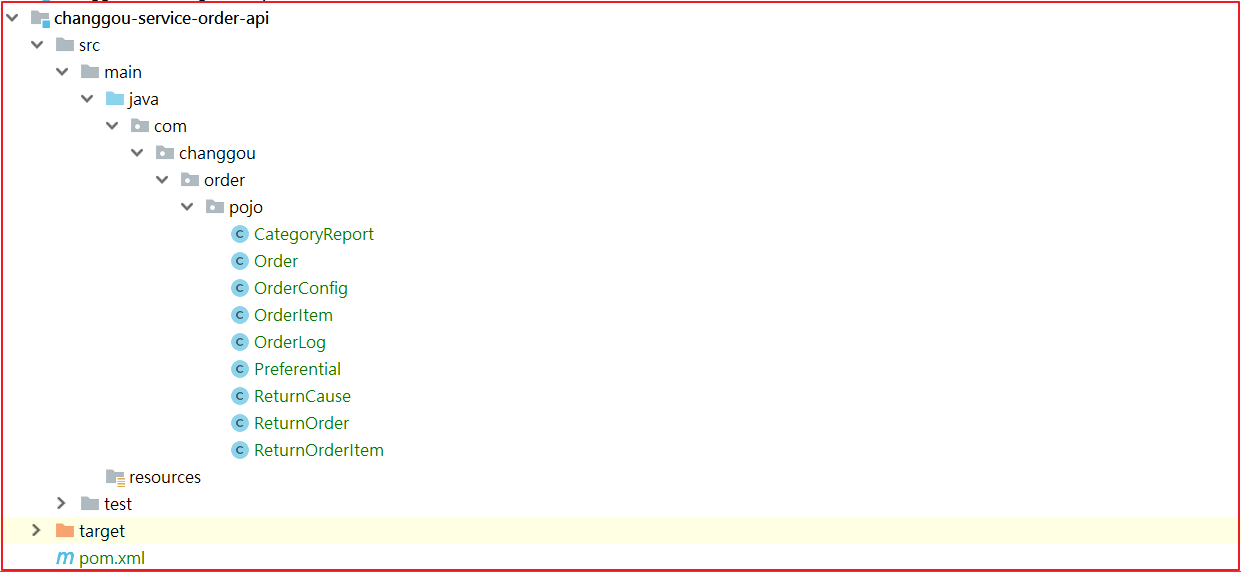 changgou-service-order-api
src
main
java
com
changgou
order
pojo
CategoryReport
Order
OrderConfig
OrderItem
OrderLog
Preferential
ReturnCause
ReturnOrder
ReturnOrderItem
resources
test
target
pom.xml